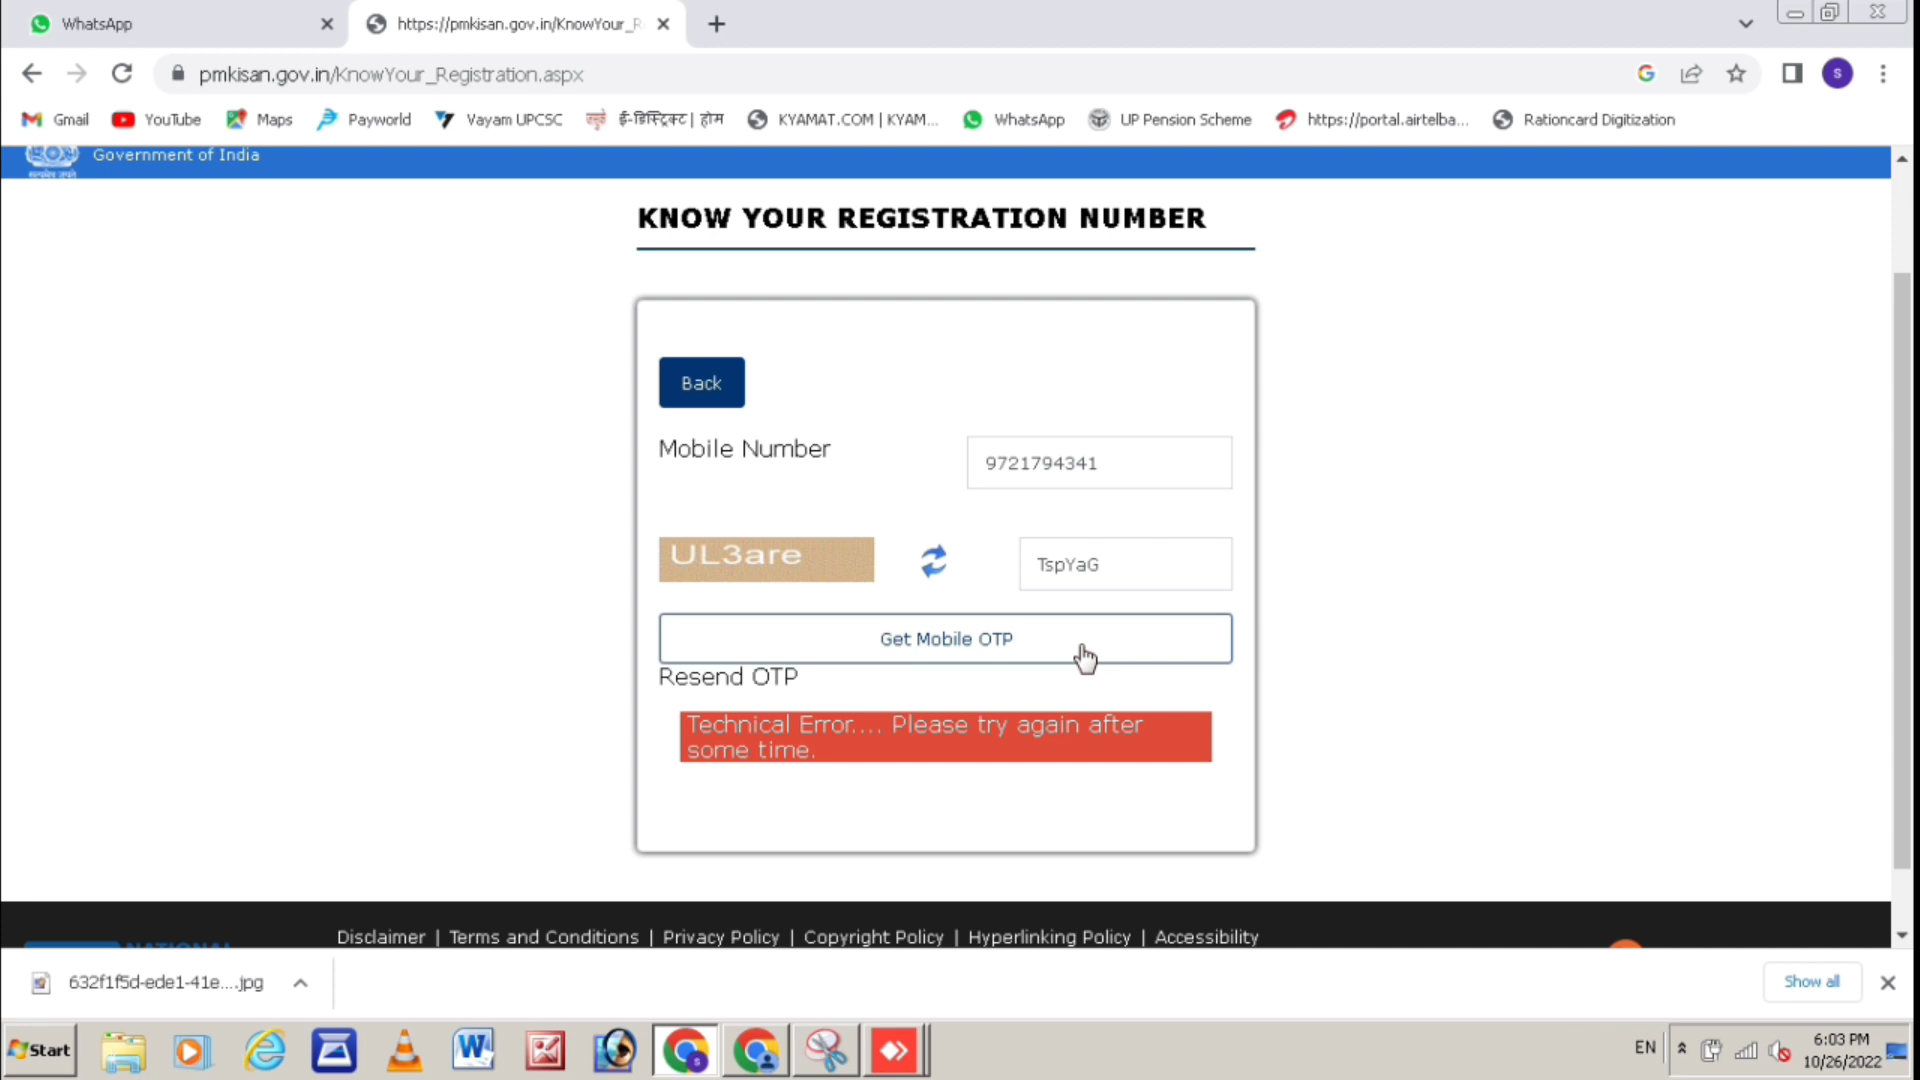 WhatsApp
https://pmkisan.gov.in/KnowYour_R
pmkisan.gov.in/KnowYour_Registration.aspx
Gmail YouTube Maps Payworld Vayam UPCSC ई-डिस्ट्रिक्ट| होम KYAMAT.COM | KYAM... WhatsApp UP Pension Scheme https://portal.airtelba... Rationcard Digitization
Government of India
सत्यमेव जयते
KNOW YOUR REGISTRATION NUMBER
Back
Mobile Number 9721794341
UL3are TspYaG
Get Mobile OTP
Resend OTP
Technical Error.... Please try again after
some time.
Disclaimer | Terms and Conditions | Privacy Policy | Copyright Policy | Hyperlinking Policy | Accessibility
NATIONAL
632f1f5d-ede1-41e....jpg Show all
Start EN 6:03 PM
10/26/2022